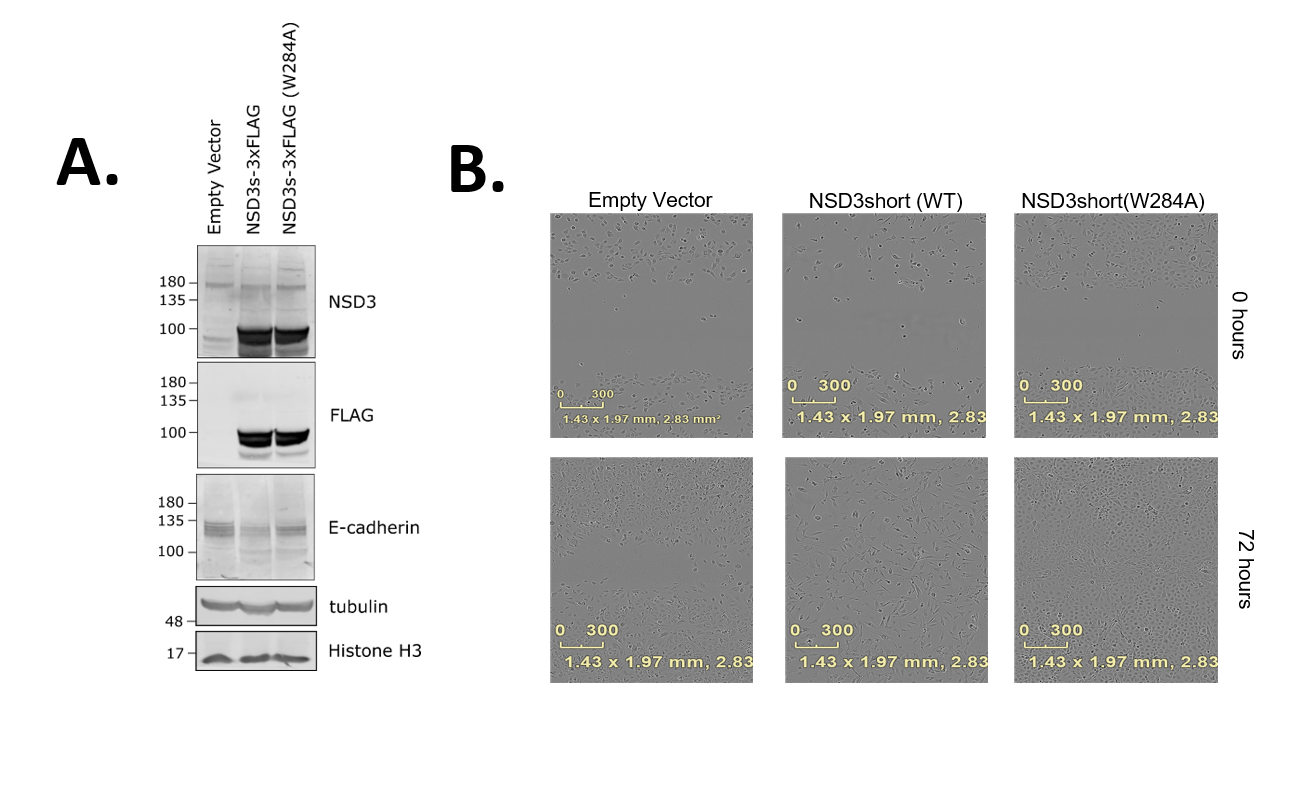 A.
Empty Vector
NSD3s-3xFLAG
NSD3s-3xFLAG (W284A)
180
135
100
NSD3
180
135
100
FLAG
180
135
100
E-cadherin
48
tubulin
17
Histone H3
B.
Empty Vector
NSD3short (WT)
NSD3short(W284A)
0 300
1.43 x 1.97 mm, 2.83 mm²
0 300
1.43 x 1.97 mm, 2.83
0 300
1.43 x 1.97 mm, 2.83
0 hours
0 300
1.43 x 1.97 mm, 2.83
0 300
1.43 x 1.97 mm, 2.83
0 300
1.43 x 1.97 mm, 2.83
72 hours